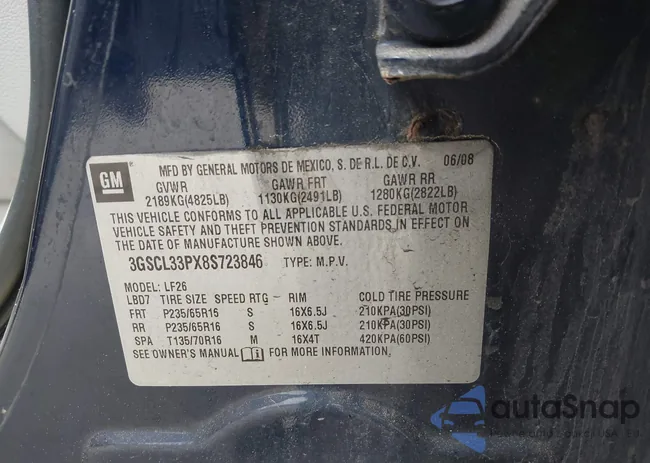 GM
MFD BY GENERAL MOTORS DE MEXICO, S. DE R.L. DE C.V. 06/08
GVWR GAWR FRT GAWR RR
2189KG(4825LB) 1130KG(2491LB) 1280KG(2822LB)
THIS VEHICLE CONFORMS TO ALL APPLICABLE U.S. FEDERAL MOTOR
VEHICLE SAFETY AND THEFT PREVENTION STANDARDS IN EFFECT ON
THE DATE OF MANUFACTURE SHOWN ABOVE.
3GSCL33PX8S723846 TYPE: M.P.V.
MODEL: LF26
LBD7 TIRE SIZE SPEED RTG RIM COLD TIRE PRESSURE
FRT P235/65R16 S 16X6.5J 210KPA(30PSI)
RR P235/65R16 S 16X6.5J 210KPA(30PSI)
SPA T135/70R16 M 16X4T 420KPA(60PSI)
SEE OWNER'S MANUAL i FOR MORE INFORMATION.
autoSnap